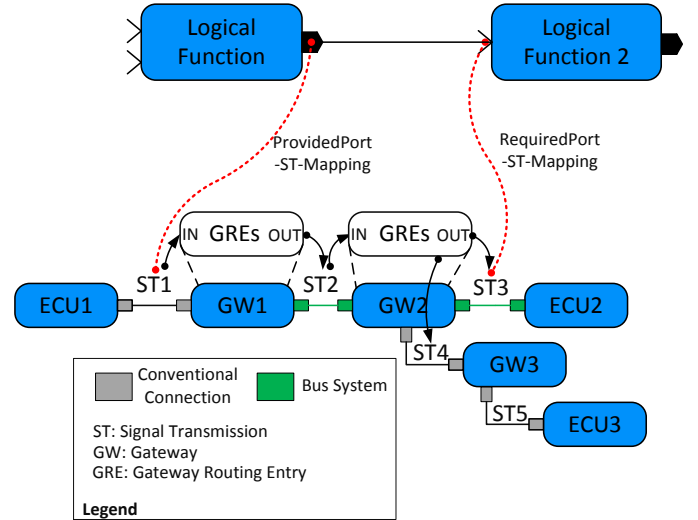 Logical
Function
Logical
Function 2
ProvidedPort
-ST-Mapping
RequiredPort
-ST-Mapping
IN GREs OUT
IN GREs OUT
ST1
ST2
ST3
ECU1
GW1
GW2
ECU2
ST4
GW3
ST5
ECU3
Conventional
Connection
Bus System
ST: Signal Transmission
GW: Gateway
GRE: Gateway Routing Entry
Legend